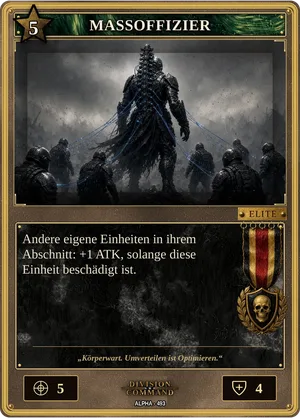 5
MASSOFFIZIER
ELITE
Andere eigene Einheiten in ihrem
Abschnitt: +1 ATK, solange diese
Einheit beschädigt ist.
„Körperwart. Umverteilen ist Optimieren.“
5
DIVISION
COMMAND
ALPHA · 493
4